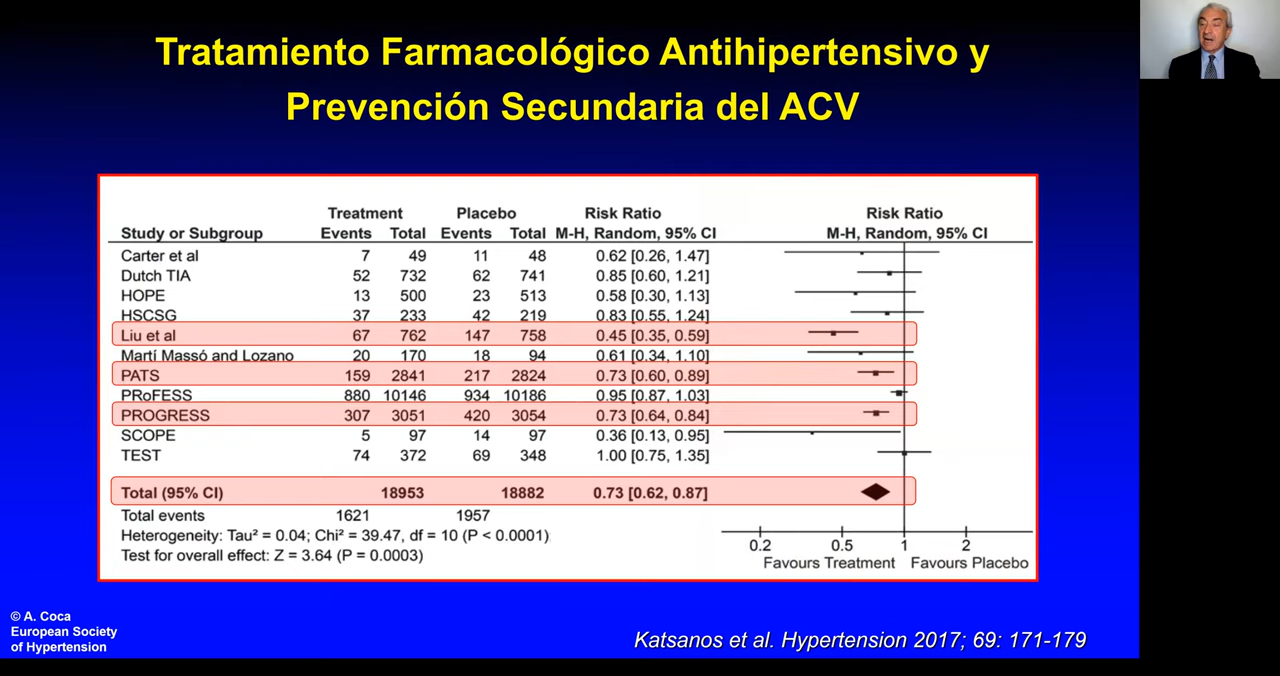 Tratamiento Farmacológico Antihipertensivo y
Prevención Secundaria del ACV
Treatment Placebo Risk Ratio Risk Ratio
Study or Subgroup Events Total Events Total M-H, Random, 95% CI M-H, Random, 95% CI
Carter et al 7 49 11 48 0.62 [0.26, 1.47]
Dutch TIA 52 732 62 741 0.85 [0.60, 1.21]
HOPE 13 500 23 513 0.58 [0.30, 1.13]
HSCSG 37 233 42 219 0.83 [0.55, 1.24]
Liu et al 67 762 147 758 0.45 [0.35, 0.59]
Martí Massó and Lozano 20 170 18 94 0.61 [0.34, 1.10]
PATS 159 2841 217 2824 0.73 [0.60, 0.89]
PRoFESS 880 10146 934 10186 0.95 [0.87, 1.03]
PROGRESS 307 3051 420 3054 0.73 [0.64, 0.84]
SCOPE 5 97 14 97 0.36 [0.13, 0.95]
TEST 74 372 69 348 1.00 [0.75, 1.35]
Total (95% CI) 18953 18882 0.73 [0.62, 0.87]
Total events 1621 1957
Heterogeneity: Tau² = 0.04; Chi² = 39.47, df = 10 (P < 0.0001)
Test for overall effect: Z = 3.64 (P = 0.0003)
0.2 0.5 1 2
Favours Treatment Favours Placebo
© A. Coca
European Society
of Hypertension
Katsanos et al. Hypertension 2017; 69: 171-179